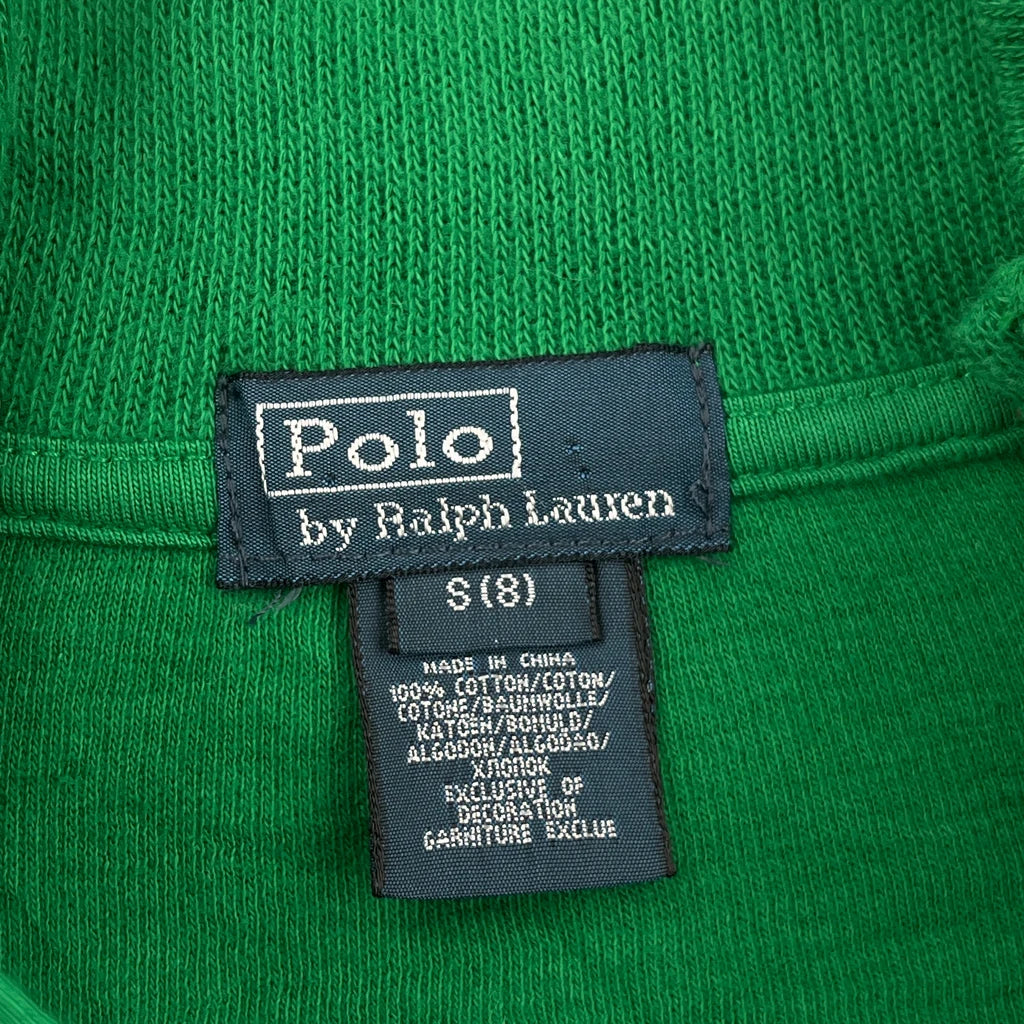 Polo
by Ralph Lauren
S (8)
MADE IN CHINA
100% COTTON/COTON/
COTONE/BAUMWOLLE/
KATOEN/BOMULD/
ALGODON/ALGODAO/
ХЛОПОК
EXCLUSIVE OF
DECORATION
GARNITURE EXCLUE